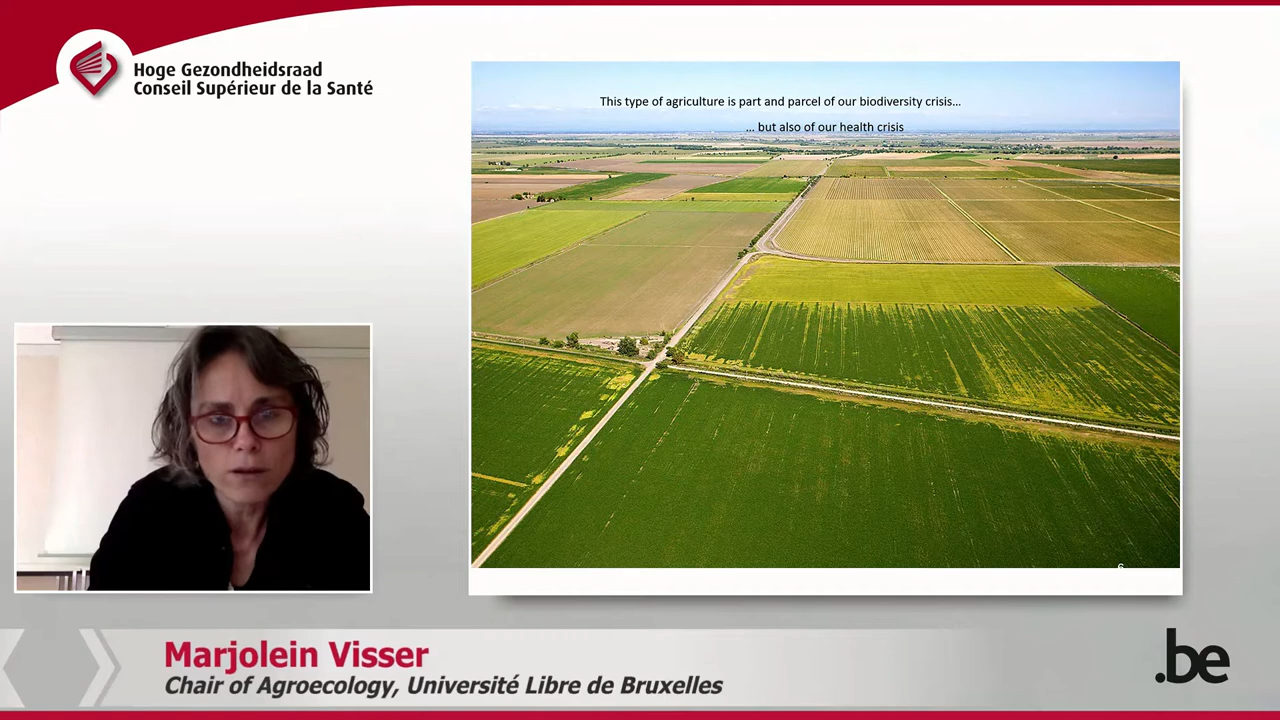 Hoge Gezondheidsraad
Conseil Supérieur de la Santé
This type of agriculture is part and parcel of our biodiversity crisis...
... but also of our health crisis
6
Marjolein Visser
Chair of Agroecology, Université Libre de Bruxelles
.be